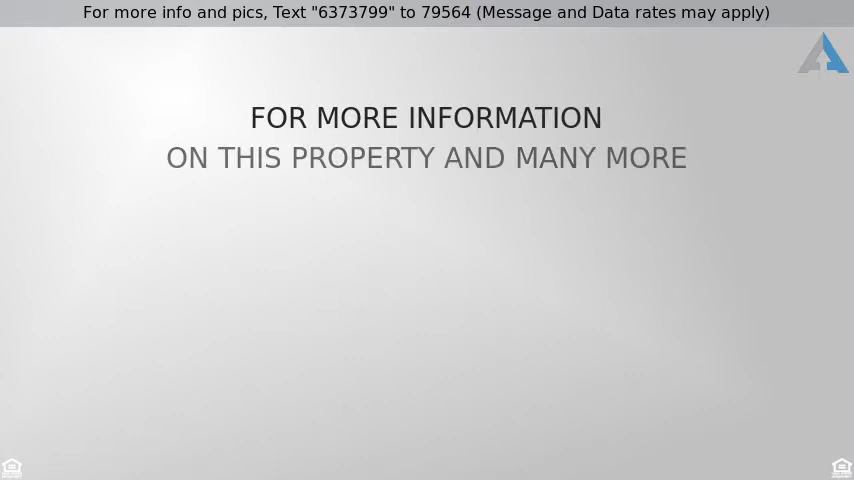 For more info and pics, Text "6373799" to 79564 (Message and Data rates may apply)
FOR MORE INFORMATION
ON THIS PROPERTY AND MANY MORE